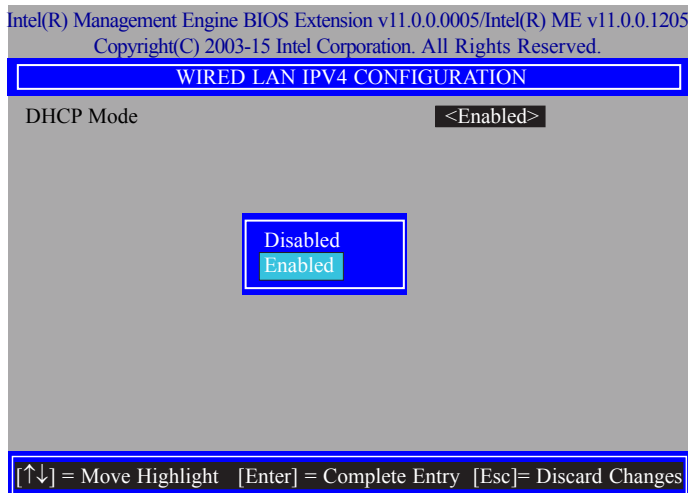 Intel(R) Management Engine BIOS Extension v11.0.0.0005/Intel(R) ME v11.0.0.1205
Copyright(C) 2003-15 Intel Corporation. All Rights Reserved.
WIRED LAN IPV4 CONFIGURATION
DHCP Mode <Enabled>
Disabled
Enabled
[↑↓] = Move Highlight [Enter] = Complete Entry [Esc]= Discard Changes